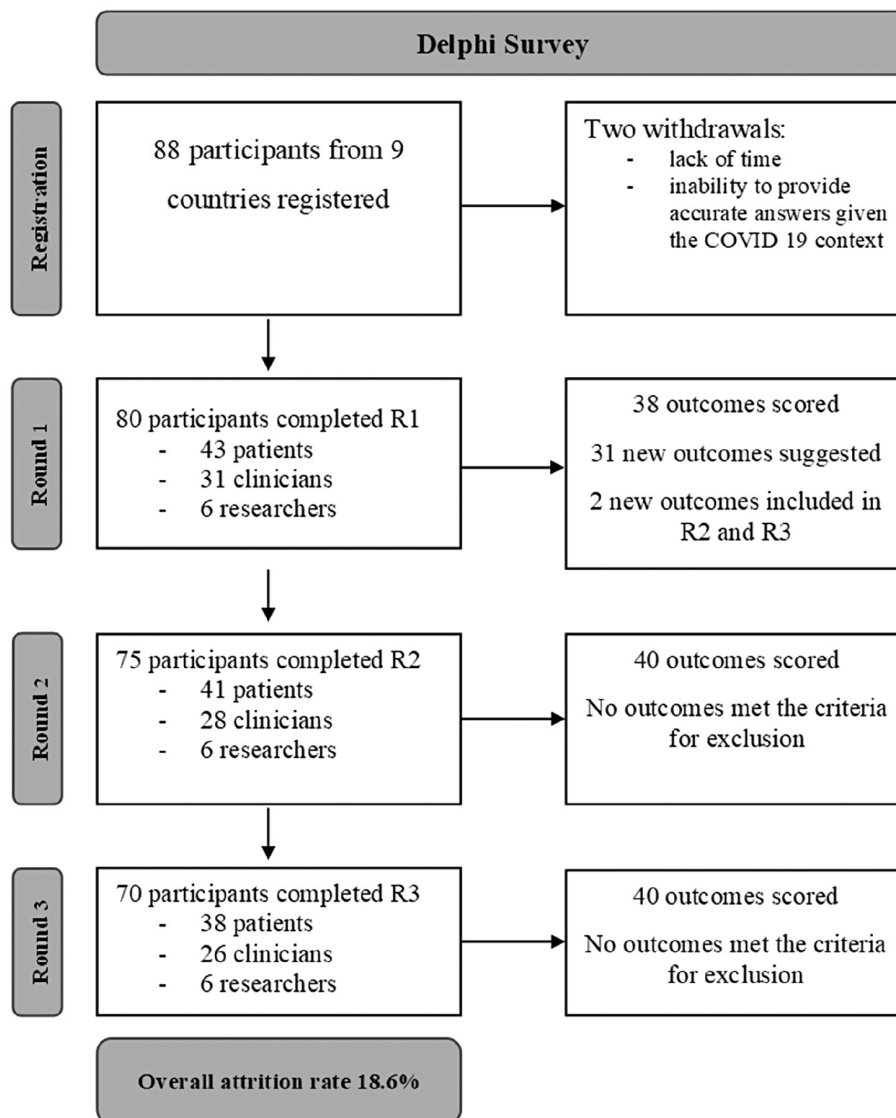 Delphi Survey
Registration
88 participants from 9
countries registered
Two withdrawals:
- lack of time
- inability to provide
accurate answers given
the COVID 19 context
Round 1
80 participants completed R1
- 43 patients
- 31 clinicians
- 6 researchers
38 outcomes scored
31 new outcomes suggested
2 new outcomes included in
R2 and R3
Round 2
75 participants completed R2
- 41 patients
- 28 clinicians
- 6 researchers
40 outcomes scored
No outcomes met the criteria
for exclusion
Round 3
70 participants completed R3
- 38 patients
- 26 clinicians
- 6 researchers
40 outcomes scored
No outcomes met the criteria
for exclusion
Overall attrition rate 18.6%